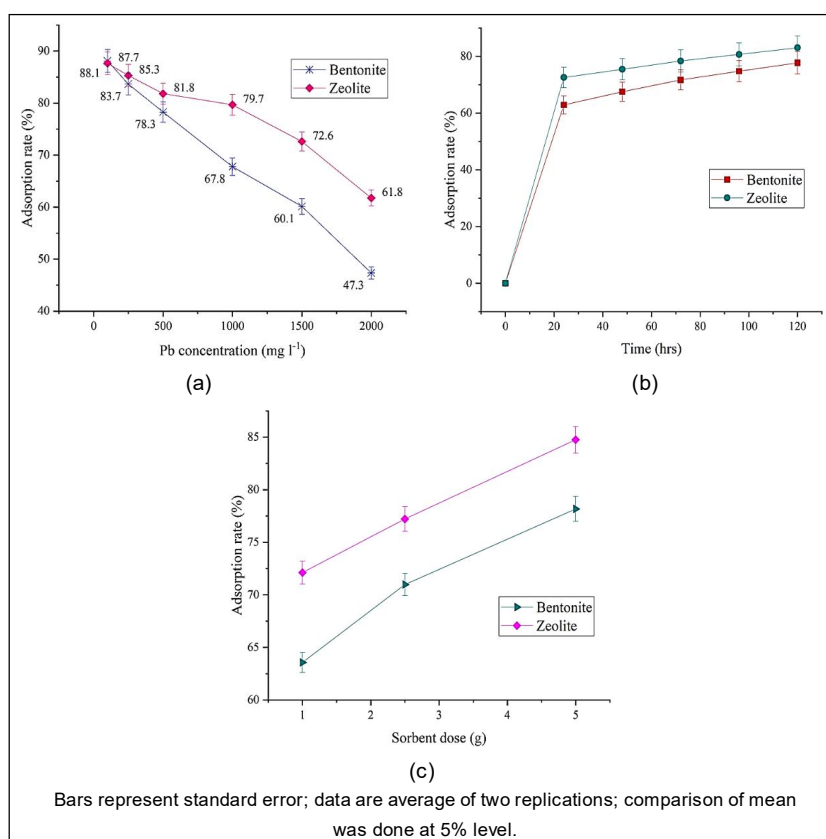 90
80
70
60
50
40
Adsorption rate (%)
88.1
87.7
85.3
83.7
81.8
78.3
79.7
67.8
72.6
60.1
61.8
47.3
Bentonite
Zeolite
0 500 1000 1500 2000
Pb concentration (mg l⁻¹)
(a)
80
60
40
20
0
Adsorption rate (%)
Bentonite
Zeolite
0 20 40 60 80 100 120
Time (hrs)
(b)
85
80
75
70
65
60
Adsorption rate (%)
Bentonite
Zeolite
1 2 3 4 5
Sorbent dose (g)
(c)
Bars represent standard error; data are average of two replications; comparison of mean
was done at 5% level.